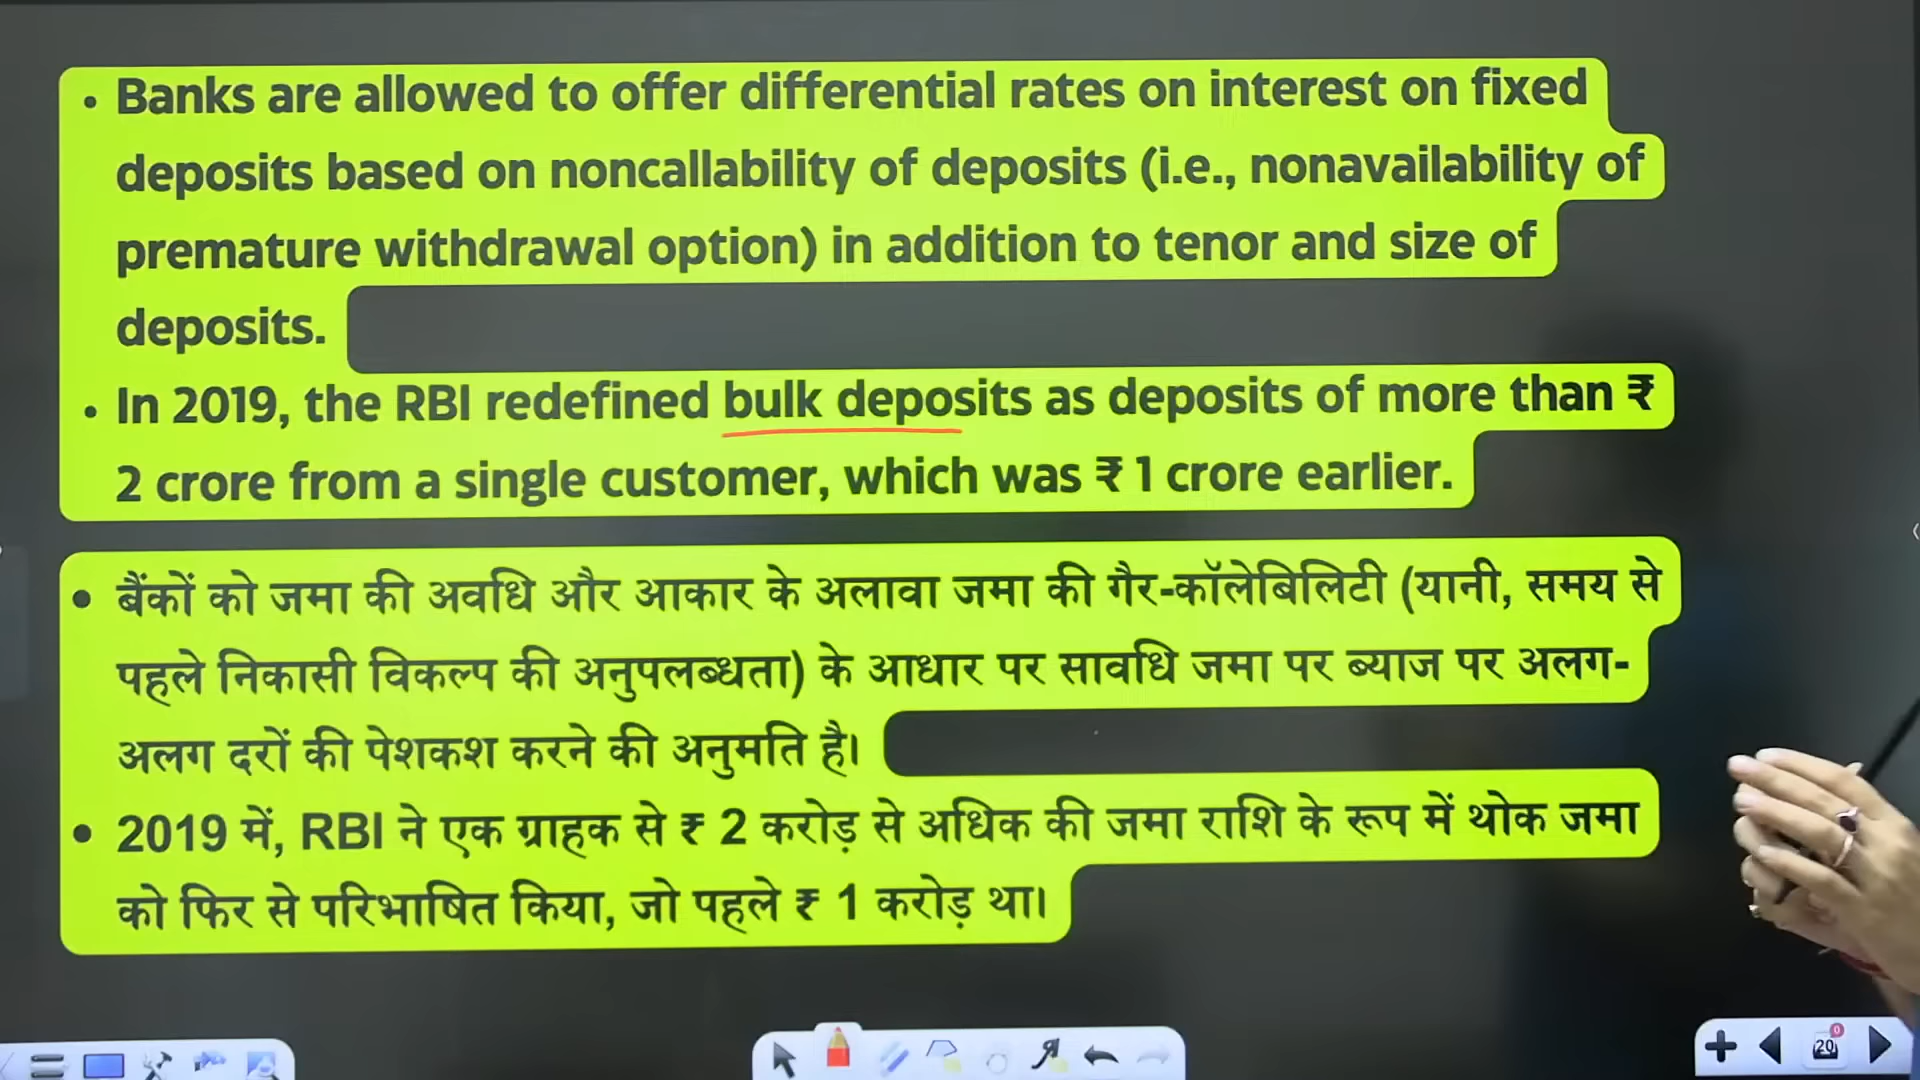 • Banks are allowed to offer differential rates on interest on fixed
deposits based on noncallability of deposits (i.e., nonavailability of
premature withdrawal option) in addition to tenor and size of
deposits.
• In 2019, the RBI redefined bulk deposits as deposits of more than ₹
2 crore from a single customer, which was ₹ 1 crore earlier.
• बैंकों को जमा की अवधि और आकार के अलावा जमा की गैर-कॉलेबिलिटी (यानी, समय से
पहले निकासी विकल्प की अनुपलब्धता) के आधार पर सावधि जमा पर ब्याज पर अलग-
अलग दरों की पेशकश करने की अनुमति है।
• 2019 में, RBI ने एक ग्राहक से ₹ 2 करोड़ से अधिक की जमा राशि के रूप में थोक जमा
को फिर से परिभाषित किया, जो पहले ₹ 1 करोड़ था।
0
20